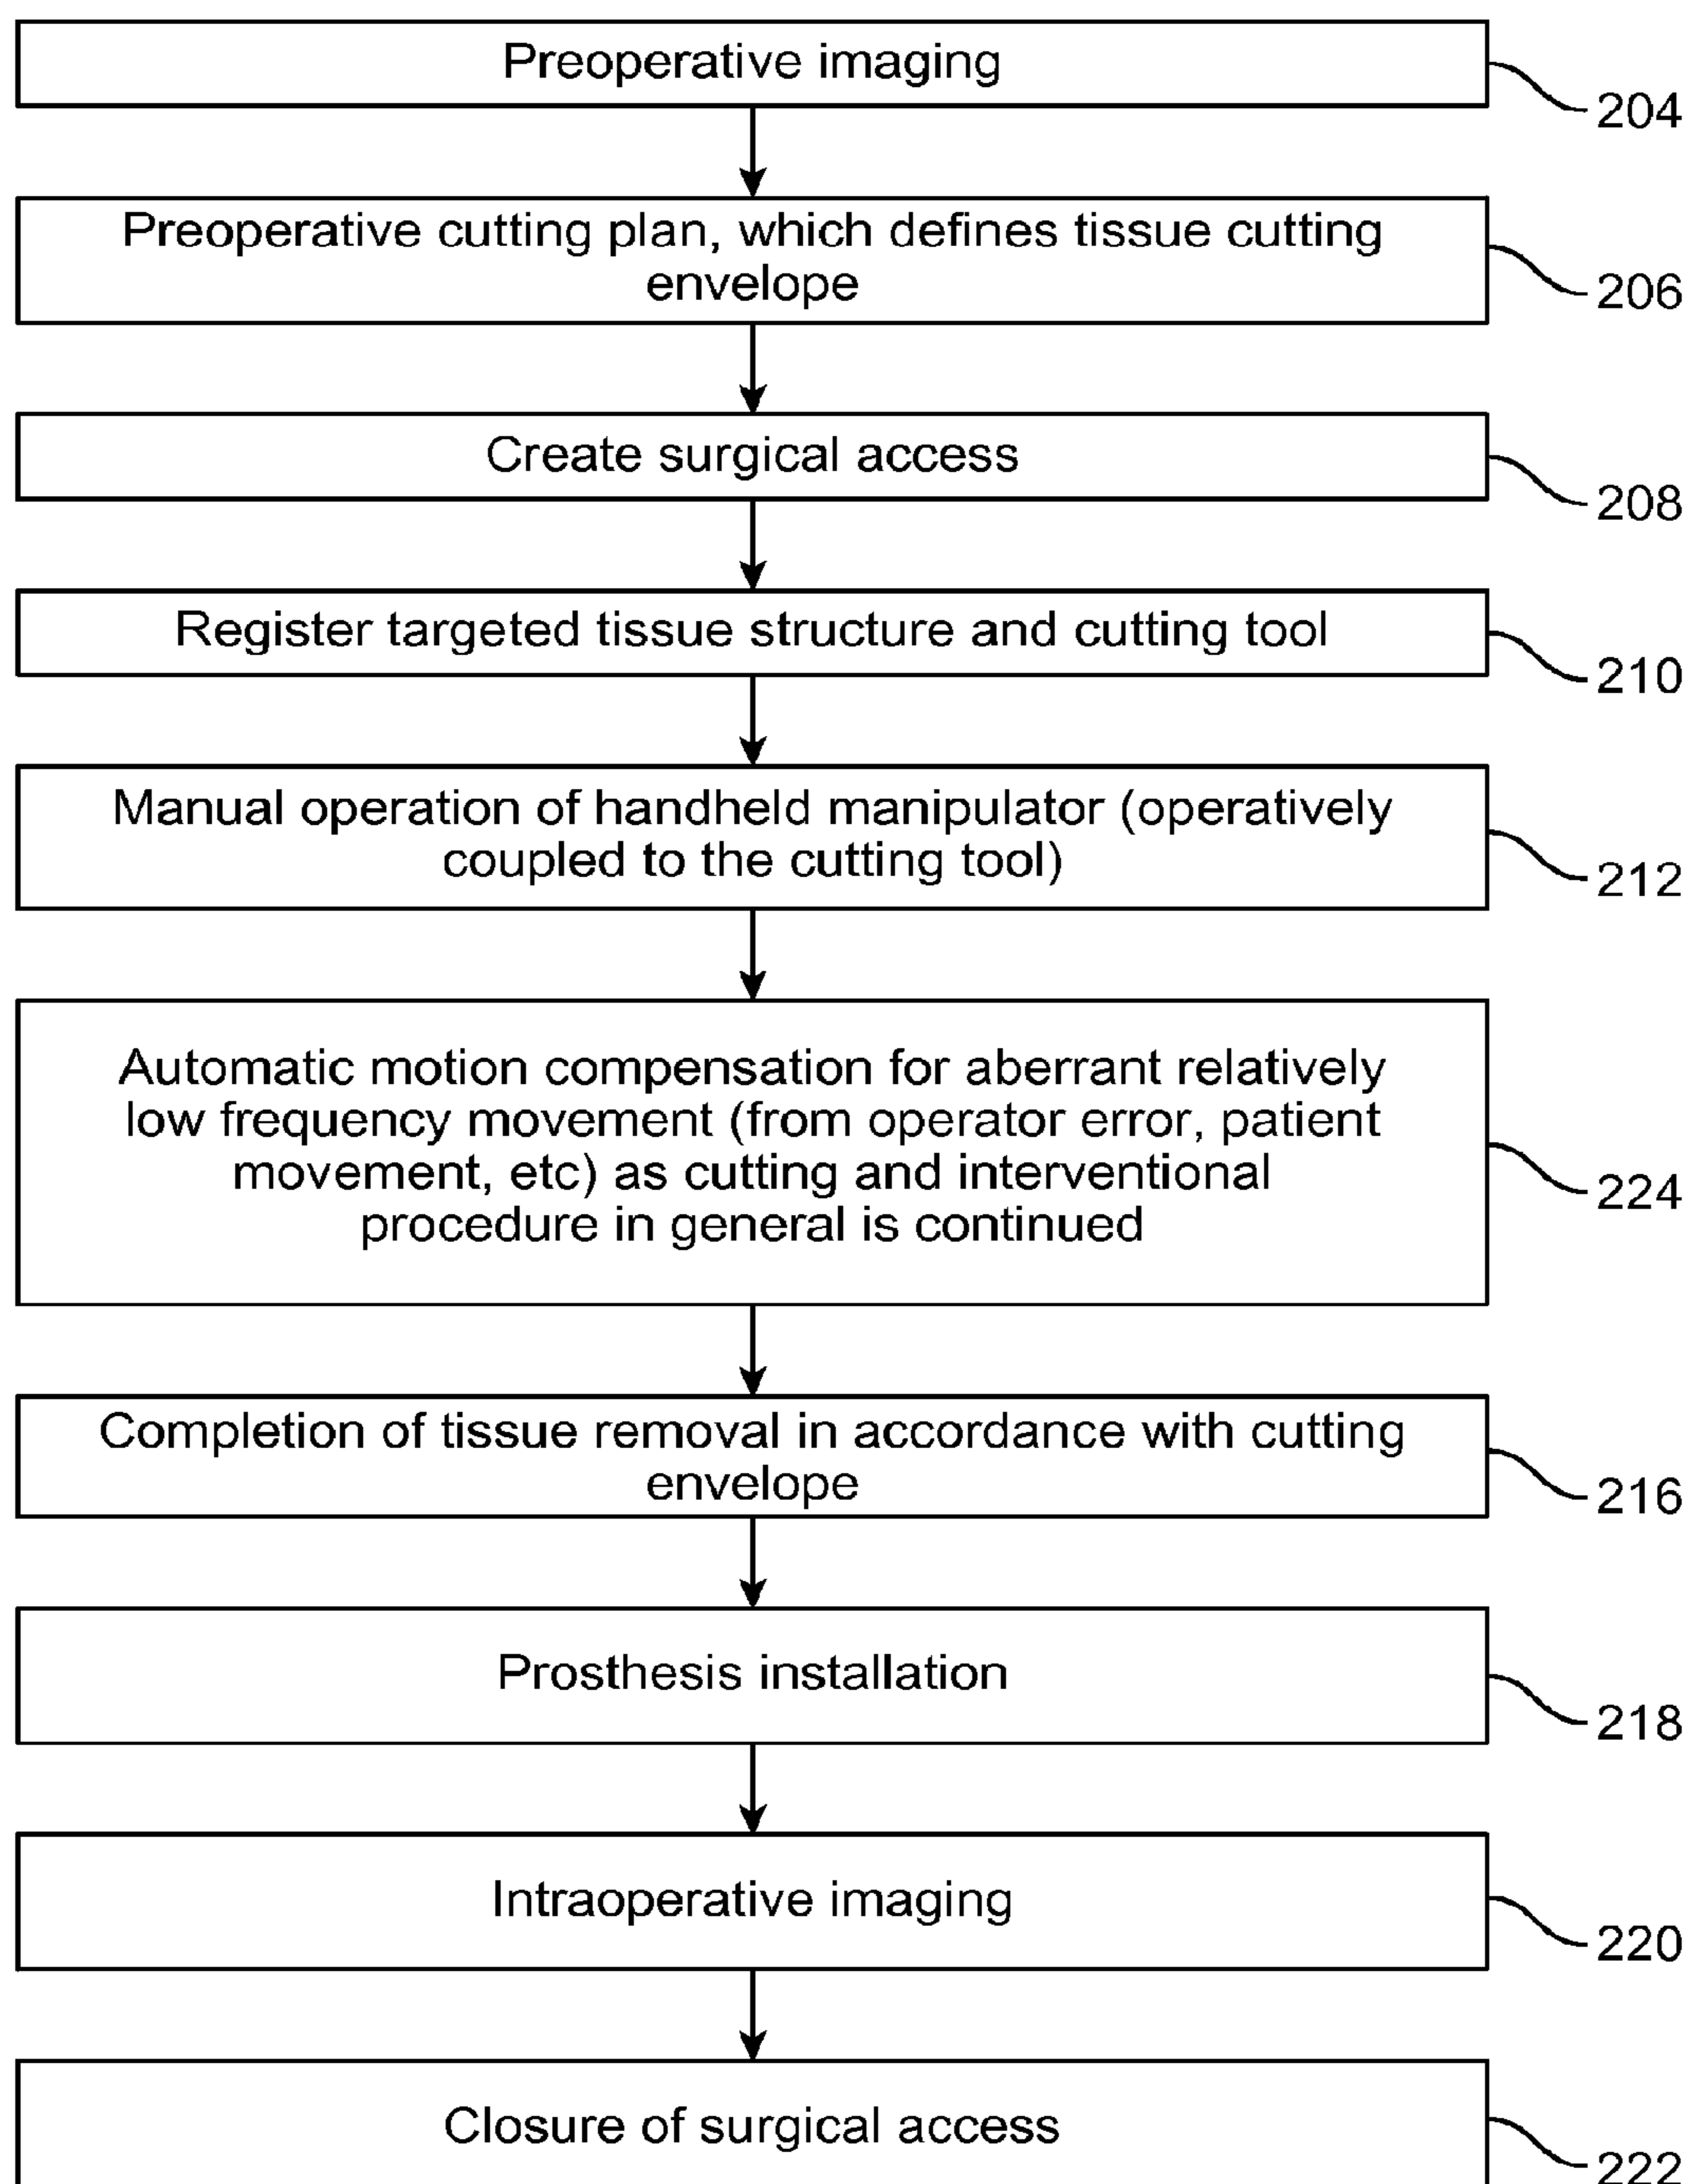 Preoperative imaging
204
Preoperative cutting plan, which defines tissue cutting
envelope
206
Create surgical access
208
Register targeted tissue structure and cutting tool
210
Manual operation of handheld manipulator (operatively
coupled to the cutting tool)
212
Automatic motion compensation for aberrant relatively
low frequency movement (from operator error, patient
movement, etc) as cutting and interventional
procedure in general is continued
224
Completion of tissue removal in accordance with cutting
envelope
216
Prosthesis installation
218
Intraoperative imaging
220
Closure of surgical access
222